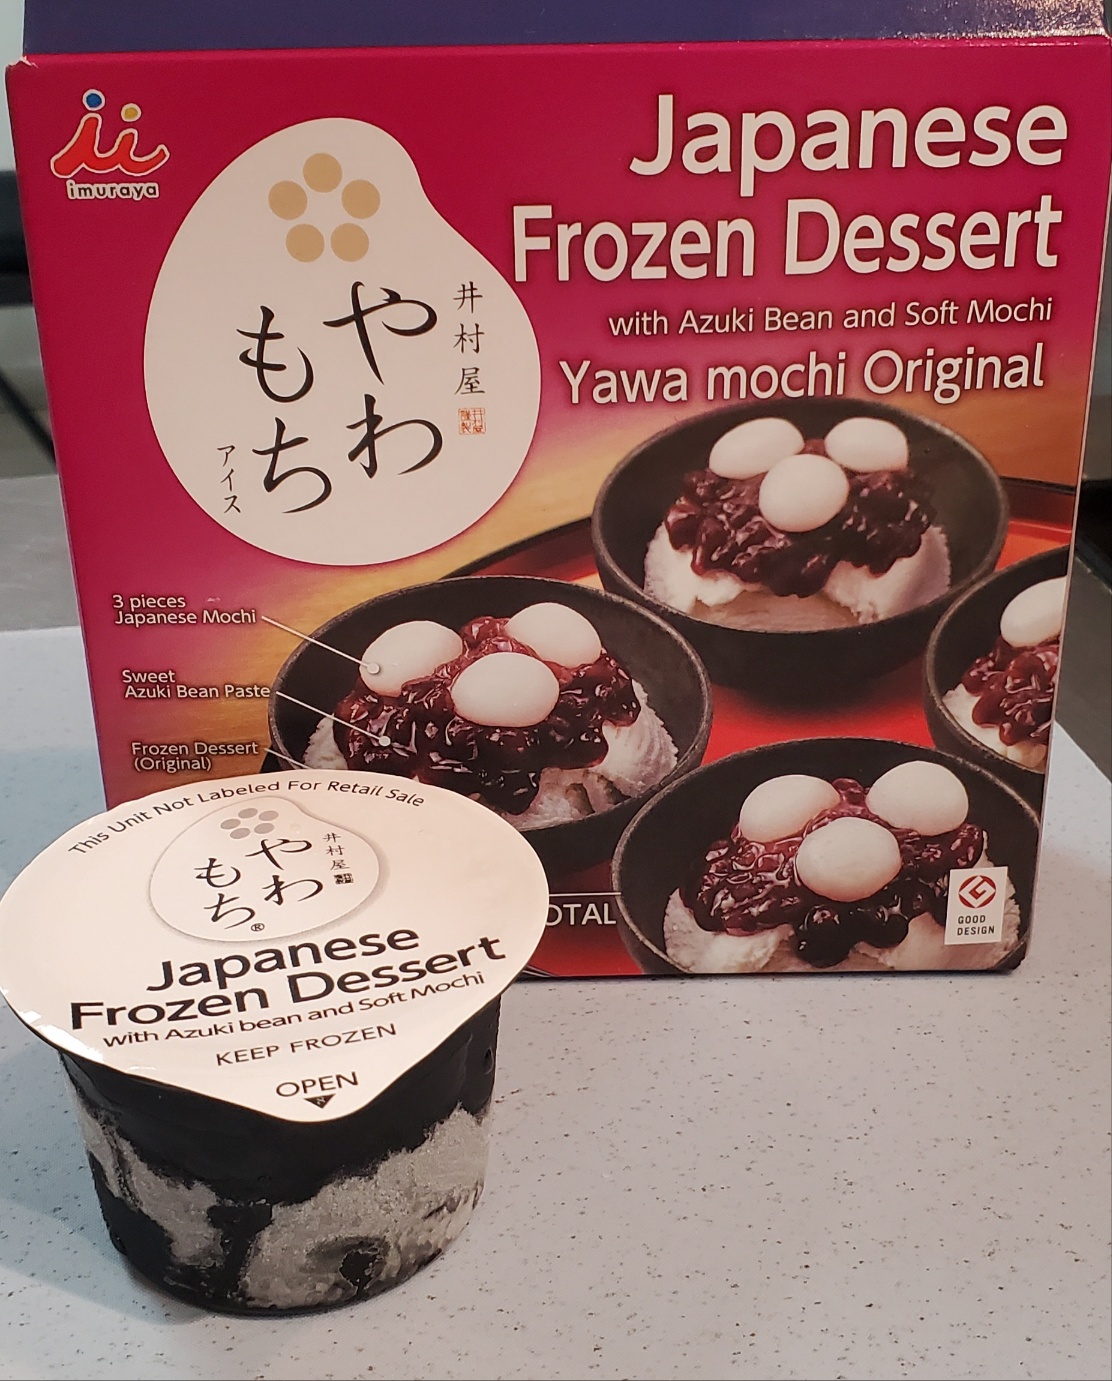 imuraya
Japanese
Frozen Dessert
with Azuki Bean and Soft Mochi
Yawa mochi Original
井村屋
やわ
もち
アイス
3 pieces
Japanese Mochi
Sweet
Azuki Bean Paste
Frozen Dessert
(Original)
OTAL
GOOD
DESIGN
This Unit Not Labeled For Retail Sale
井村屋
やわ
もち®
Japanese
Frozen Dessert
with Azuki bean and Soft Mochi
KEEP FROZEN
OPEN